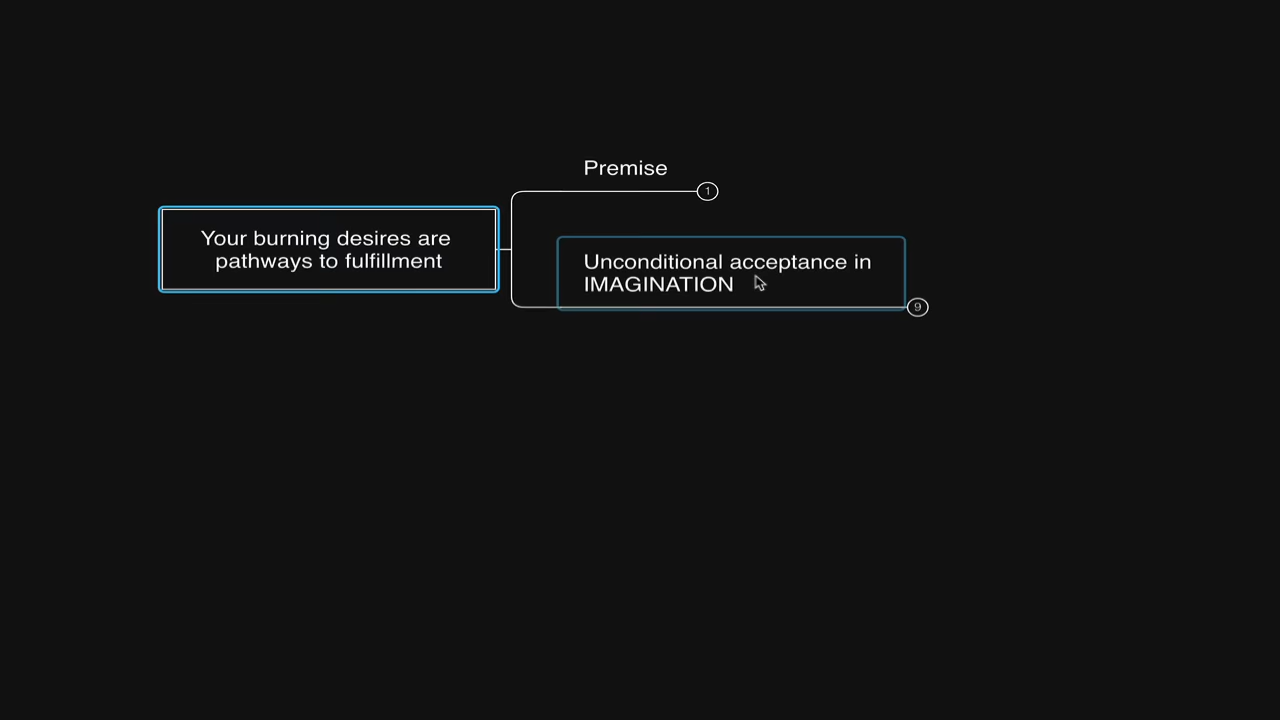 Premise
1
Your burning desires are
pathways to fulfillment
Unconditional acceptance in
IMAGINATION
9